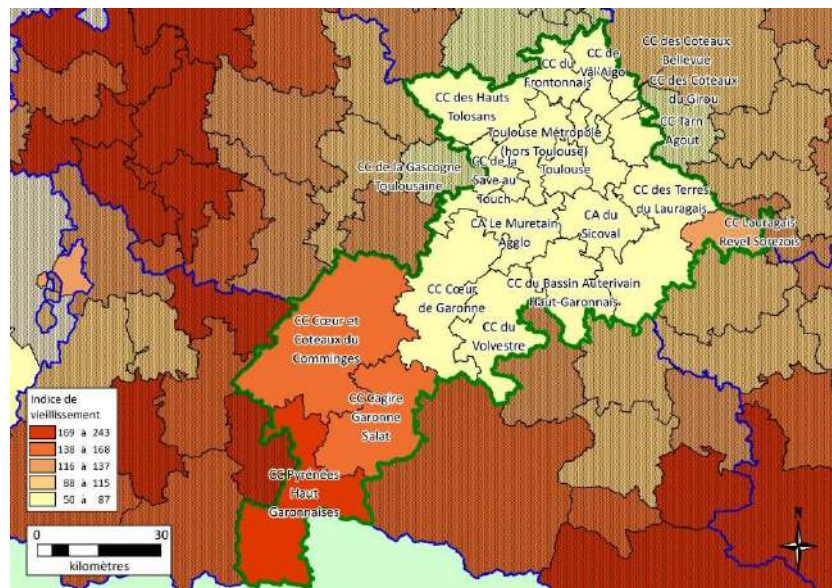 CC de
Val'Aïgo
CC du
Frontonnais
CC des Coteaux
Bellevue
CC des Coteaux
du Girou
CC Tarn
Agout
CC des Hauts
Tolosans
Toulouse Métropole
(hors Toulouse)
Toulouse
CC de la Gascogne
Toulousaine
CC de la
Save au
Touch
CC des Terres
du Lauragais
CC Lauragais
Revel Sorezois
CA Le Muretain
Agglo
CA du
Sicoval
CC Cœur
de Garonne
CC du Bassin Auterivain
Haut-Garonnais
CC du
Volvestre
CC Cœur et
Coteaux du
Comminges
CC Cagire
Garonne
Salat
CC Pyrénées
Haut
Garonnaises
Indice de
vieillissement
169 à 243
138 à 168
116 à 137
88 à 115
50 à 87
0 30
kilomètres
N